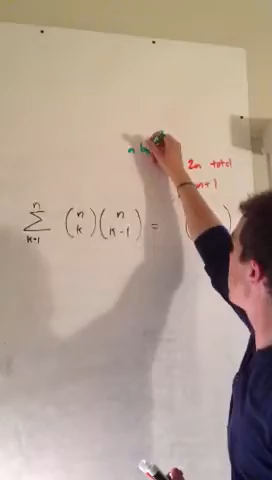 n b
2n total
n+1
n
∑ (n k)(n k-1) = ( )
k=1